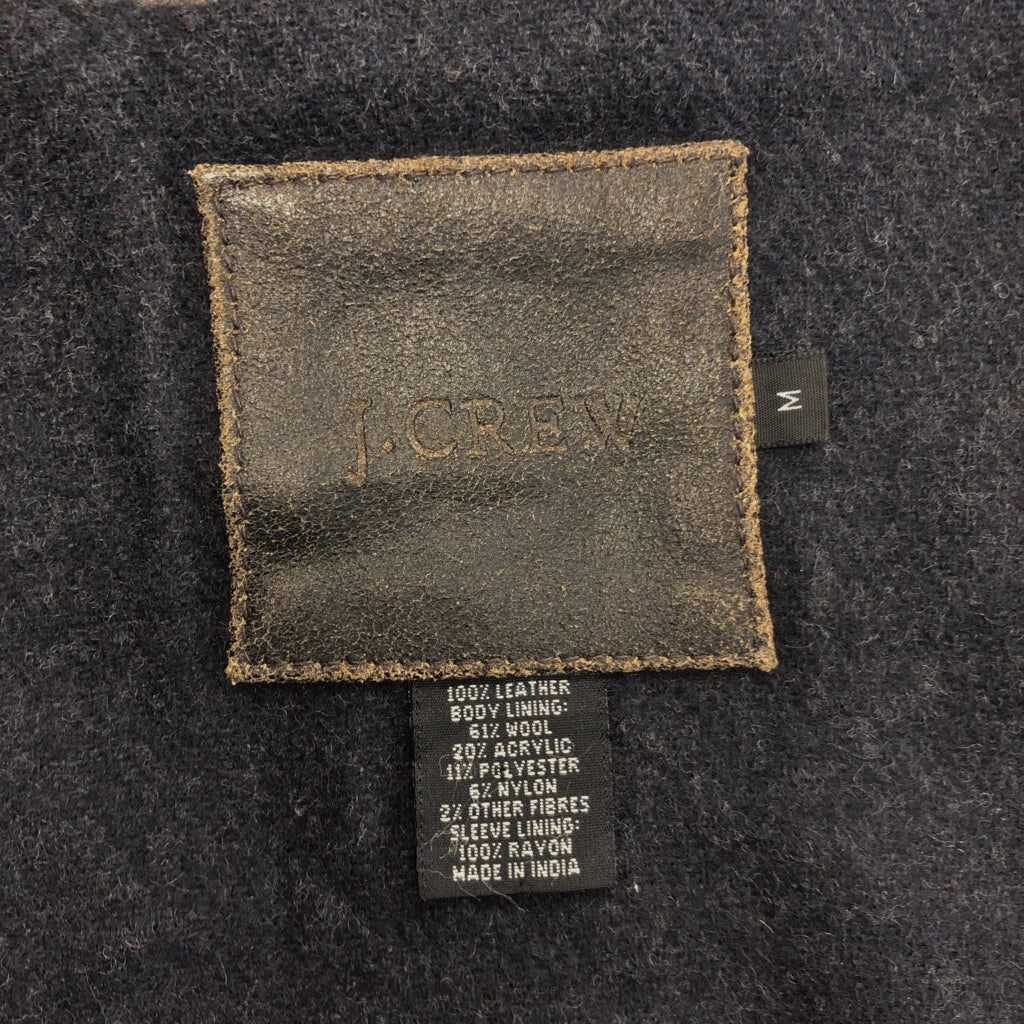 J.CREW
M
100% LEATHER
BODY LINING:
61% WOOL
20% ACRYLIC
11% POLYESTER
6% NYLON
2% OTHER FIBRES
SLEEVE LINING:
100% RAYON
MADE IN INDIA